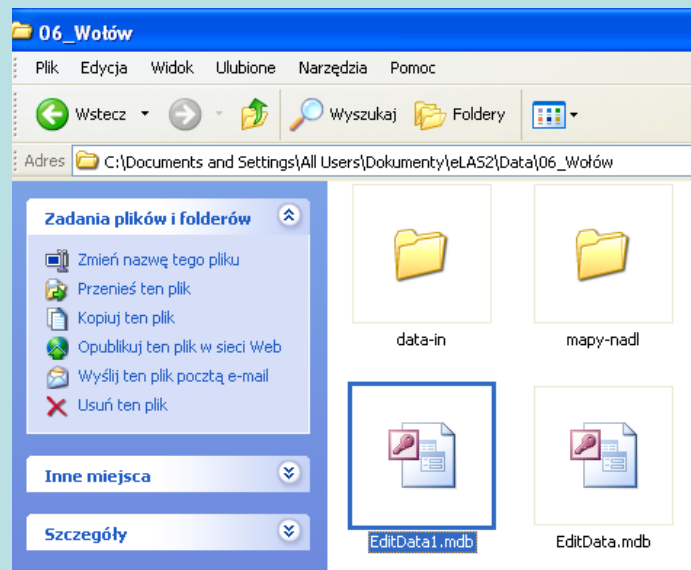 06_Wołów
Plik Edycja Widok Ulubione Narzędzia Pomoc
Wstecz Wyszukaj Foldery
Adres C:\Documents and Settings\All Users\Dokumenty\eLAS2\Data\06_Wołów
Zadania plików i folderów
Zmień nazwę tego pliku
Przenieś ten plik
Kopiuj ten plik
Opublikuj ten plik w sieci Web
Wyślij ten plik pocztą e-mail
Usuń ten plik
Inne miejsca
Szczegóły
data-in mapy-nadl
EditData1.mdb EditData.mdb